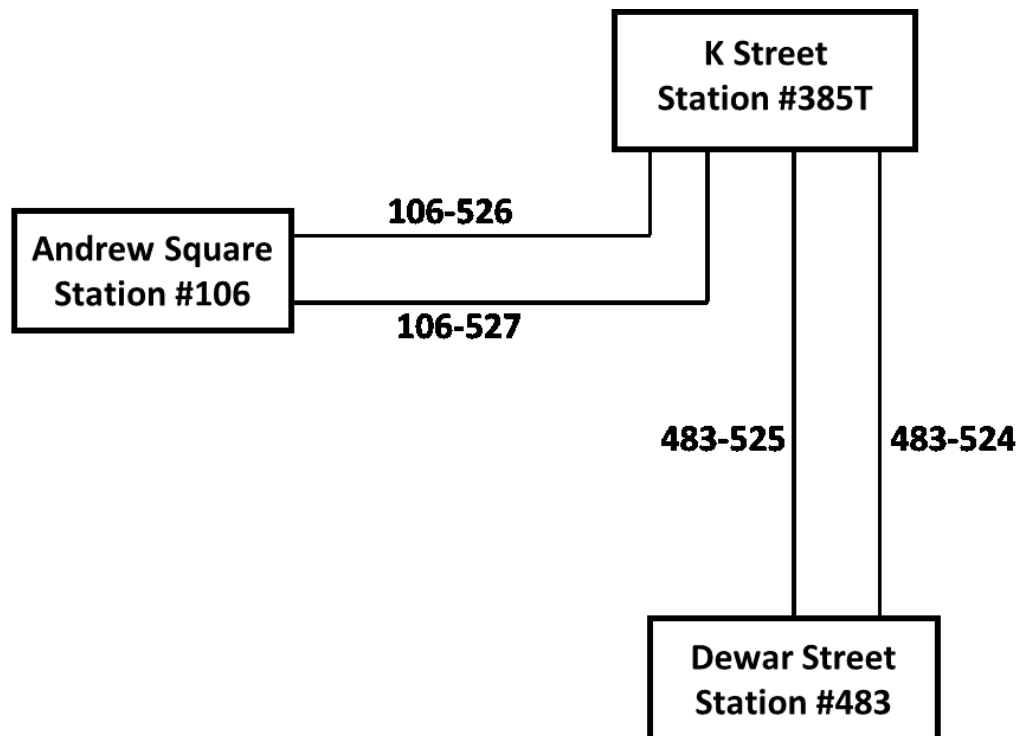 K Street
Station #385T
106-526
Andrew Square
Station #106
106-527
483-525
483-524
Dewar Street
Station #483